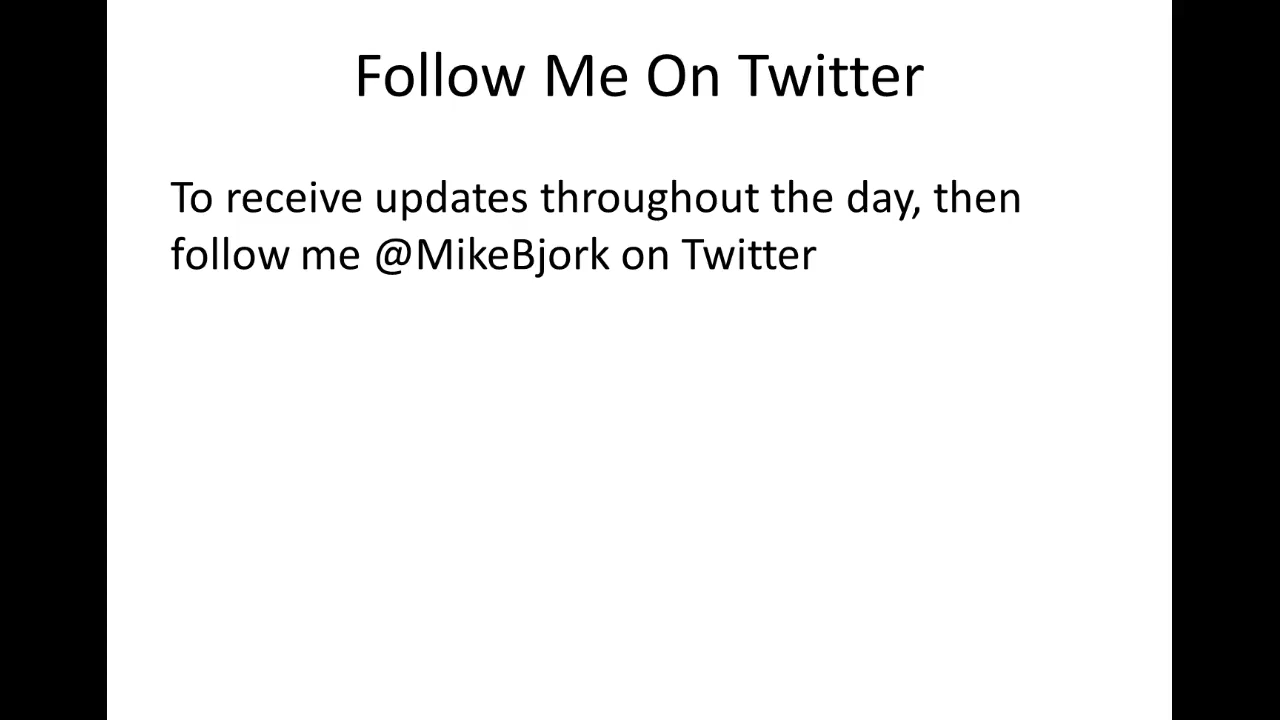 Follow Me On Twitter
To receive updates throughout the day, then
follow me @MikeBjork on Twitter